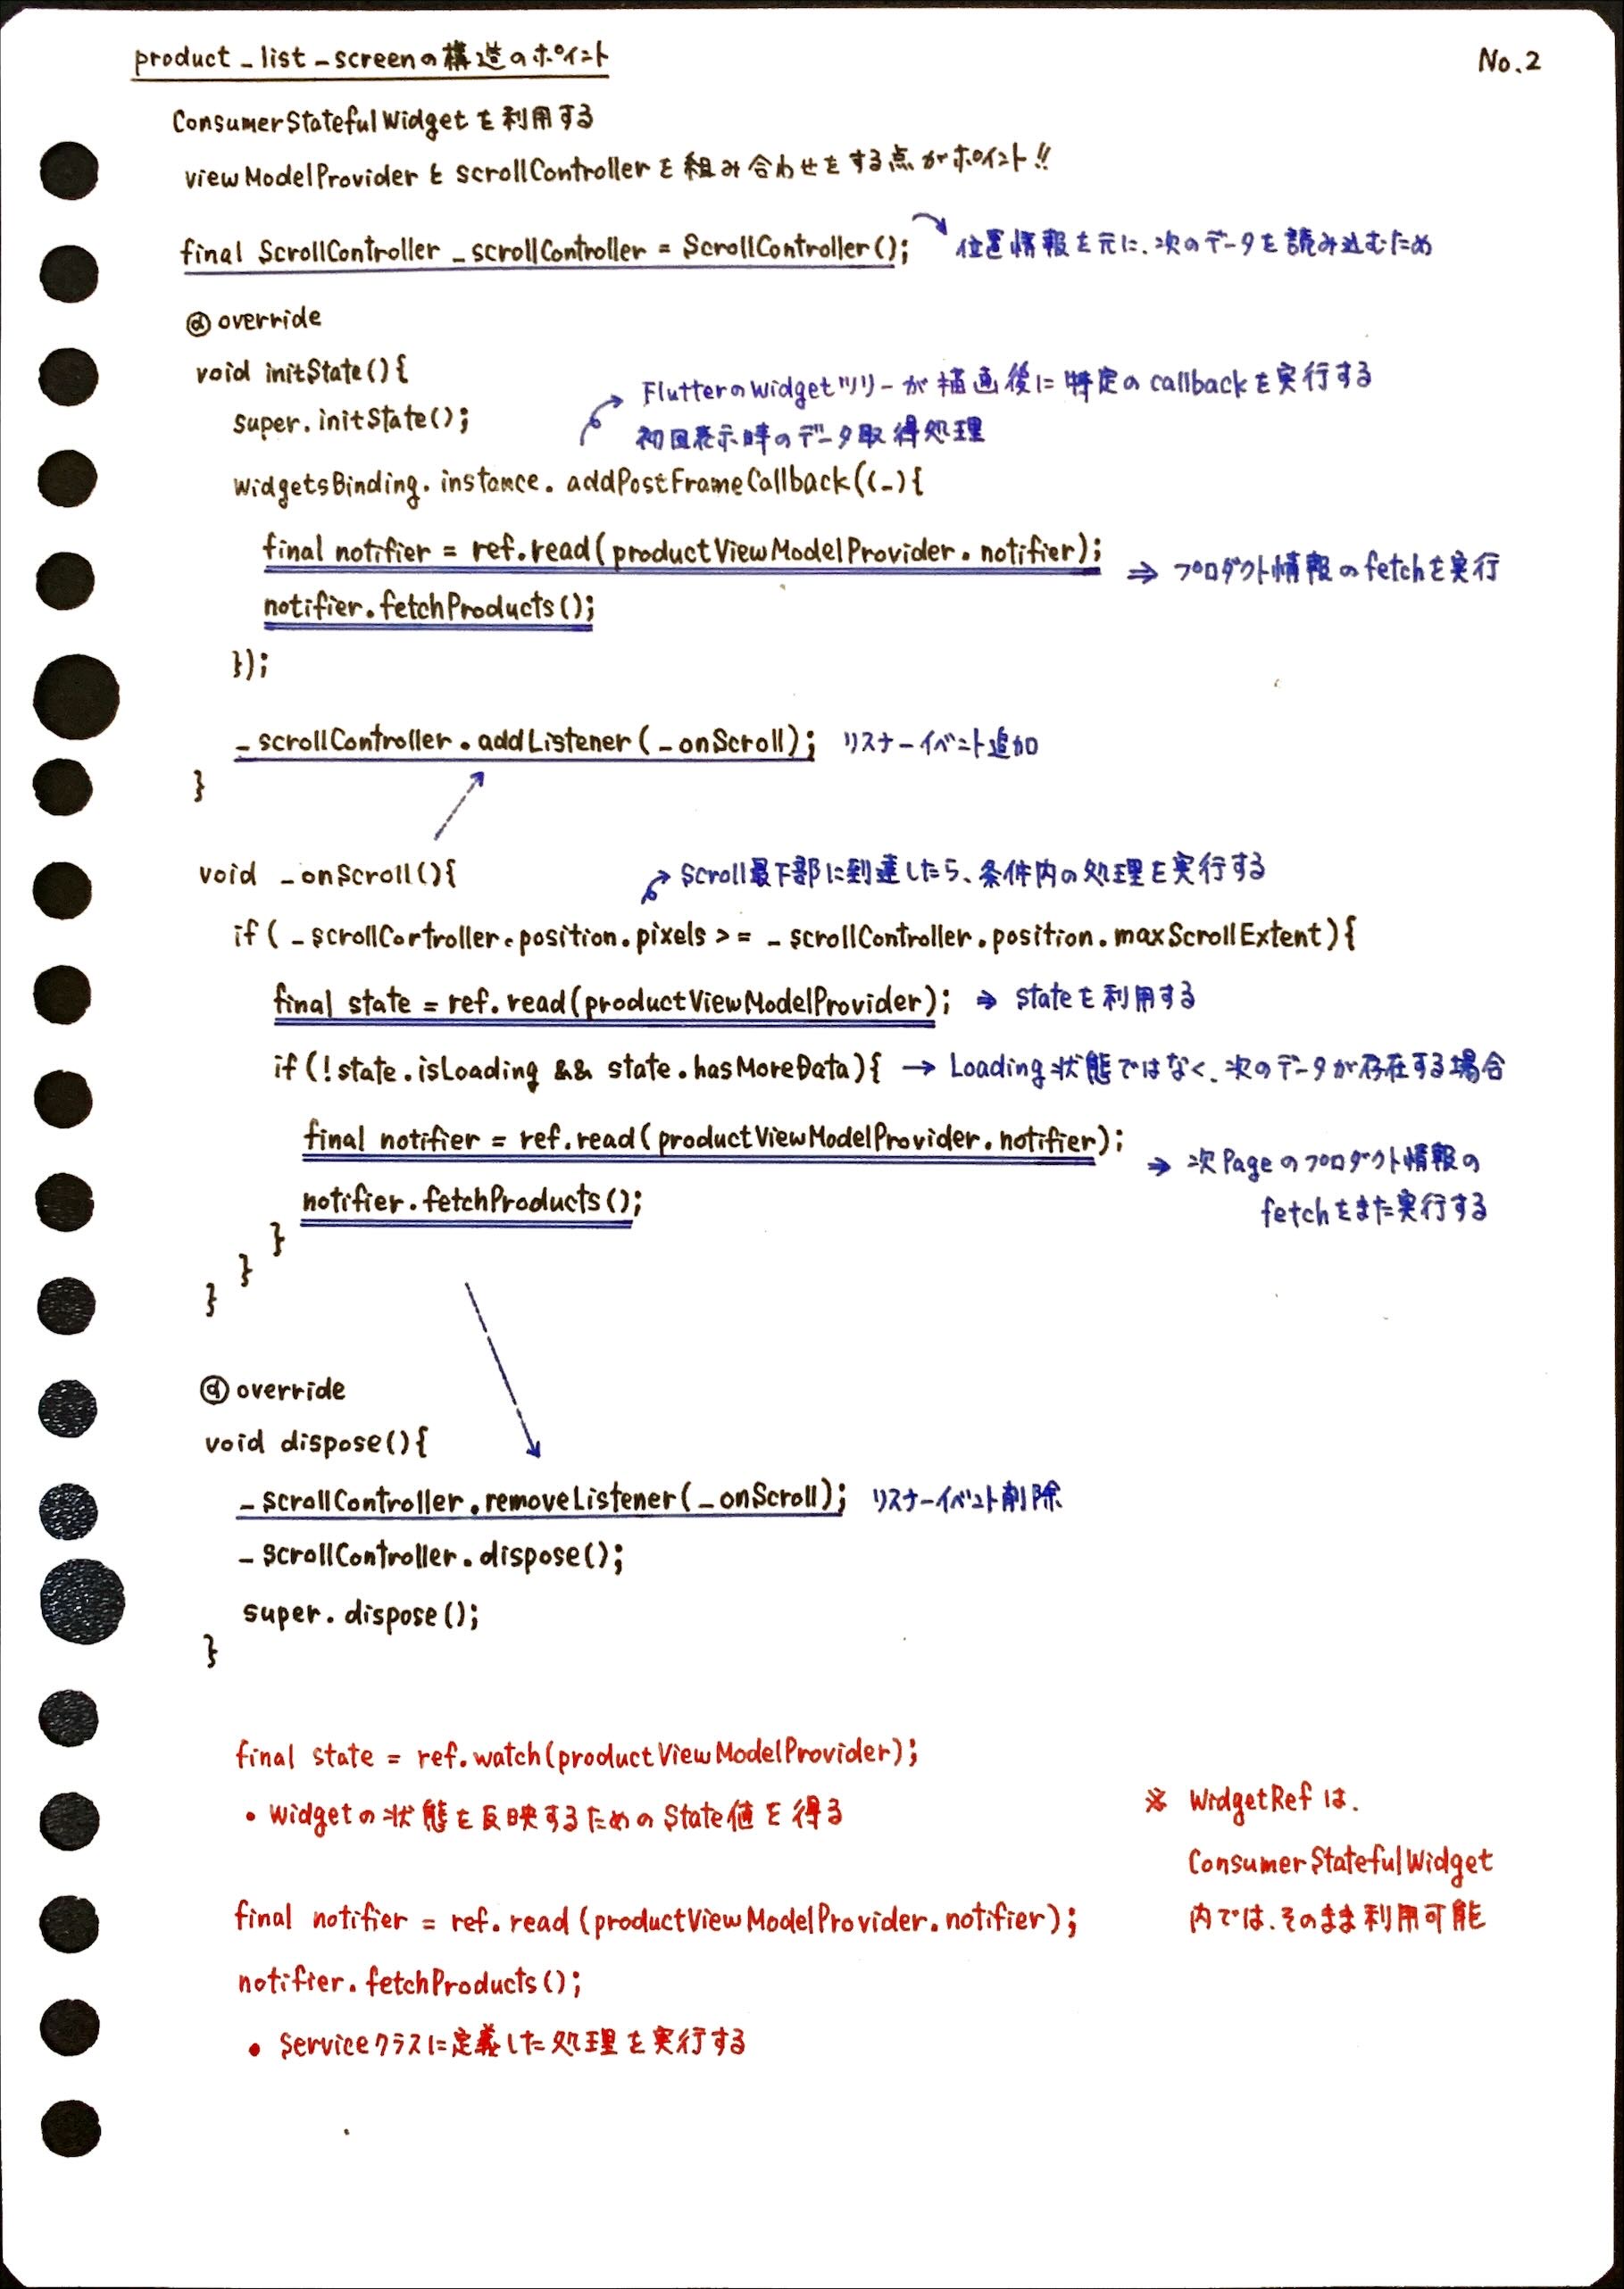 product_list_screenの構造のポイント
No.2
ConsumerStatefulWidgetを利用する
viewModelProviderとscrollControllerを組み合わせをする点がポイント!!
final ScrollController _scrollController = ScrollController();
位置情報を元に、次のデータを読み込むため
@override
void initState(){
super.initState();
FlutterのWidgetツリーが描画後に特定のcallbackを実行する
初回表示時のデータ取得処理
WidgetsBinding.instance.addPostFrameCallback((_){
final notifier = ref.read(productViewModelProvider.notifier);
⇒ プロダクト情報のfetchを実行
notifier.fetchProducts();
});
_scrollController.addListener(_onScroll); リスナーイベント追加
}
void _onScroll(){
Scroll最下部に到達したら、条件内の処理を実行する
if(_scrollController.position.pixels >= _scrollController.position.maxScrollExtent){
final state = ref.read(productViewModelProvider); ⇒ stateを利用する
if(!state.isLoading && state.hasMoreData){ → Loading状態ではなく、次のデータが存在する場合
final notifier = ref.read(productViewModelProvider.notifier);
⇒ 次Pageのプロダクト情報の
notifier.fetchProducts();
fetchをまた実行する
}
}
}
@override
void dispose(){
_scrollController.removeListener(_onScroll); リスナーイベント削除
_scrollController.dispose();
super.dispose();
}
final state = ref.watch(productViewModelProvider);
・Widgetの状態を反映するためのState値を得る
※ WidgetRefは、
ConsumerStatefulWidget
内では、そのまま利用可能
final notifier = ref.read(productViewModelProvider.notifier);
notifier.fetchProducts();
・Serviceクラスに定義した処理を実行する